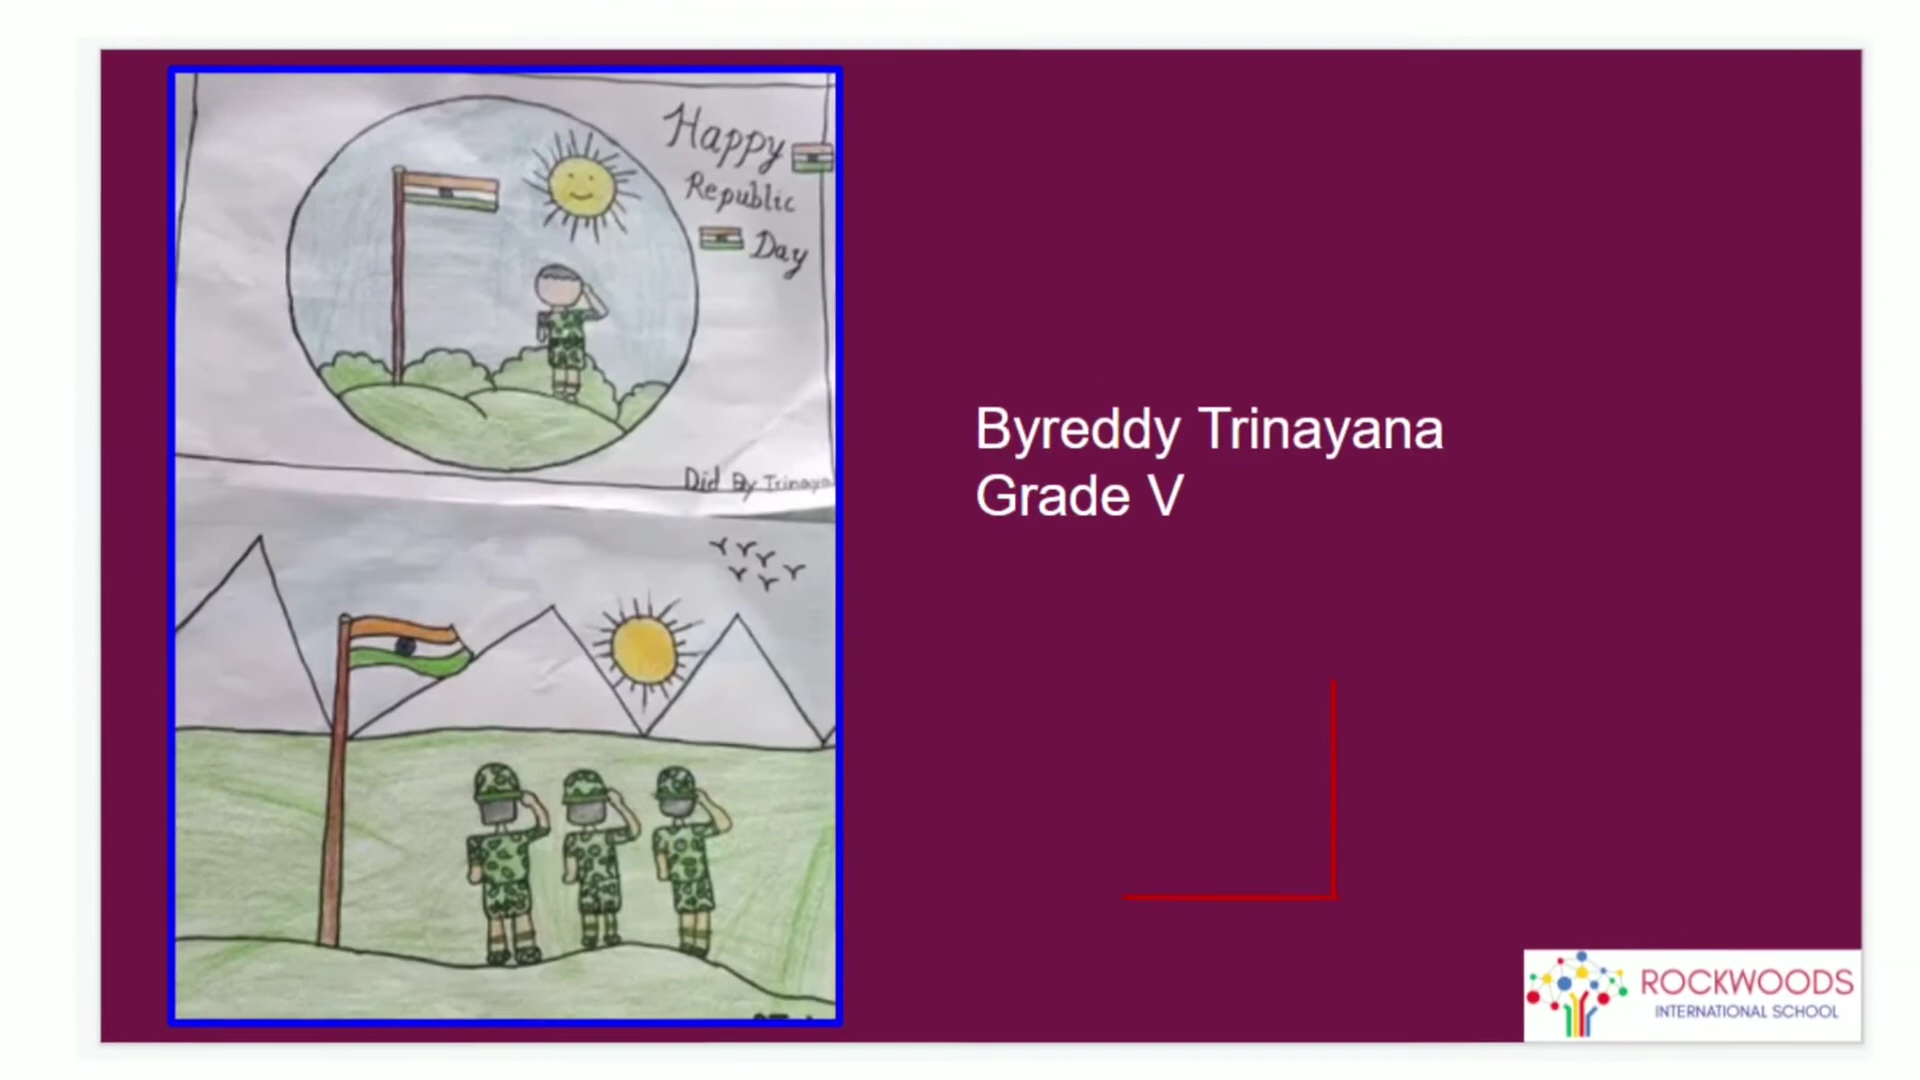 Happy
Republic
Day
Did By
Byreddy Trinayana
Grade V
ROCKWOODS
INTERNATIONAL SCHOOL